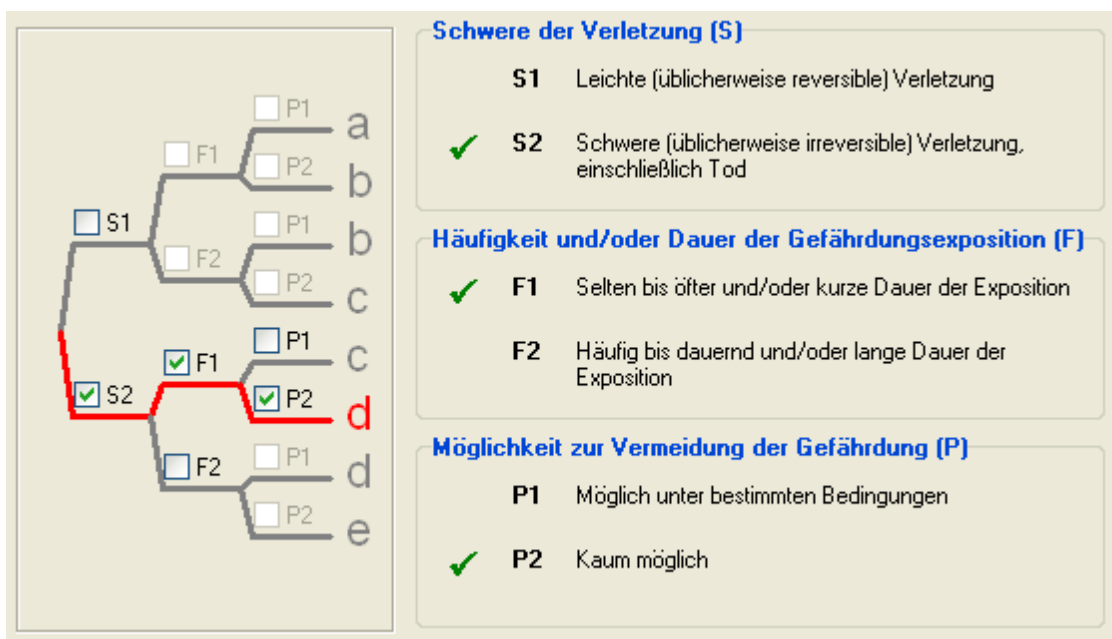 P1
a
F1
P2
b
S1
P1
b
F2
P2
c
P1
c
F1
S2
P2
d
F2
P1
d
P2
e
Schwere der Verletzung (S)
S1 Leichte (üblicherweise reversible) Verletzung
S2 Schwere (üblicherweise irreversible) Verletzung,
einschließlich Tod
Häufigkeit und/oder Dauer der Gefährdungsexposition (F)
F1 Selten bis öfter und/oder kurze Dauer der Exposition
F2 Häufig bis dauernd und/oder lange Dauer der
Exposition
Möglichkeit zur Vermeidung der Gefährdung (P)
P1 Möglich unter bestimmten Bedingungen
P2 Kaum möglich